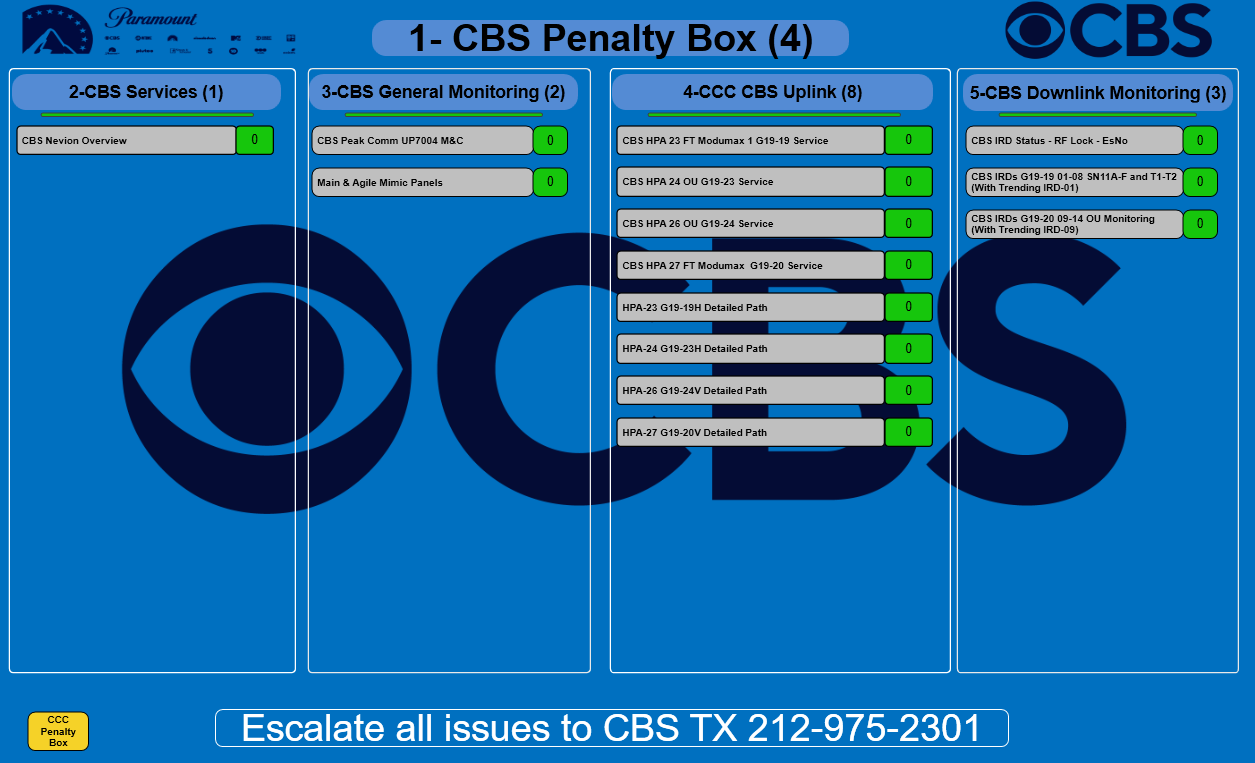 Paramount
1- CBS Penalty Box (4)
CBS
2-CBS Services (1)
CBS Nevion Overview 0
3-CBS General Monitoring (2)
CBS Peak Comm UP7004 M&C 0
Main & Agile Mimic Panels 0
4-CCC CBS Uplink (8)
CBS HPA 23 FT Modumax 1 G19-19 Service 0
CBS HPA 24 OU G19-23 Service 0
CBS HPA 26 OU G19-24 Service 0
CBS HPA 27 FT Modumax  G19-20 Service 0
HPA-23 G19-19H Detailed Path 0
HPA-24 G19-23H Detailed Path 0
HPA-26 G19-24V Detailed Path 0
HPA-27 G19-20V Detailed Path 0
5-CBS Downlink Monitoring (3)
CBS IRD Status - RF Lock - EsNo 0
CBS IRDs G19-19 01-08 SN11A-F and T1-T2
(With Trending IRD-01) 0
CBS IRDs G19-20 09-14 OU Monitoring
(With Trending IRD-09) 0
CBS
CCC
Penalty
Box
Escalate all issues to CBS TX 212-975-2301